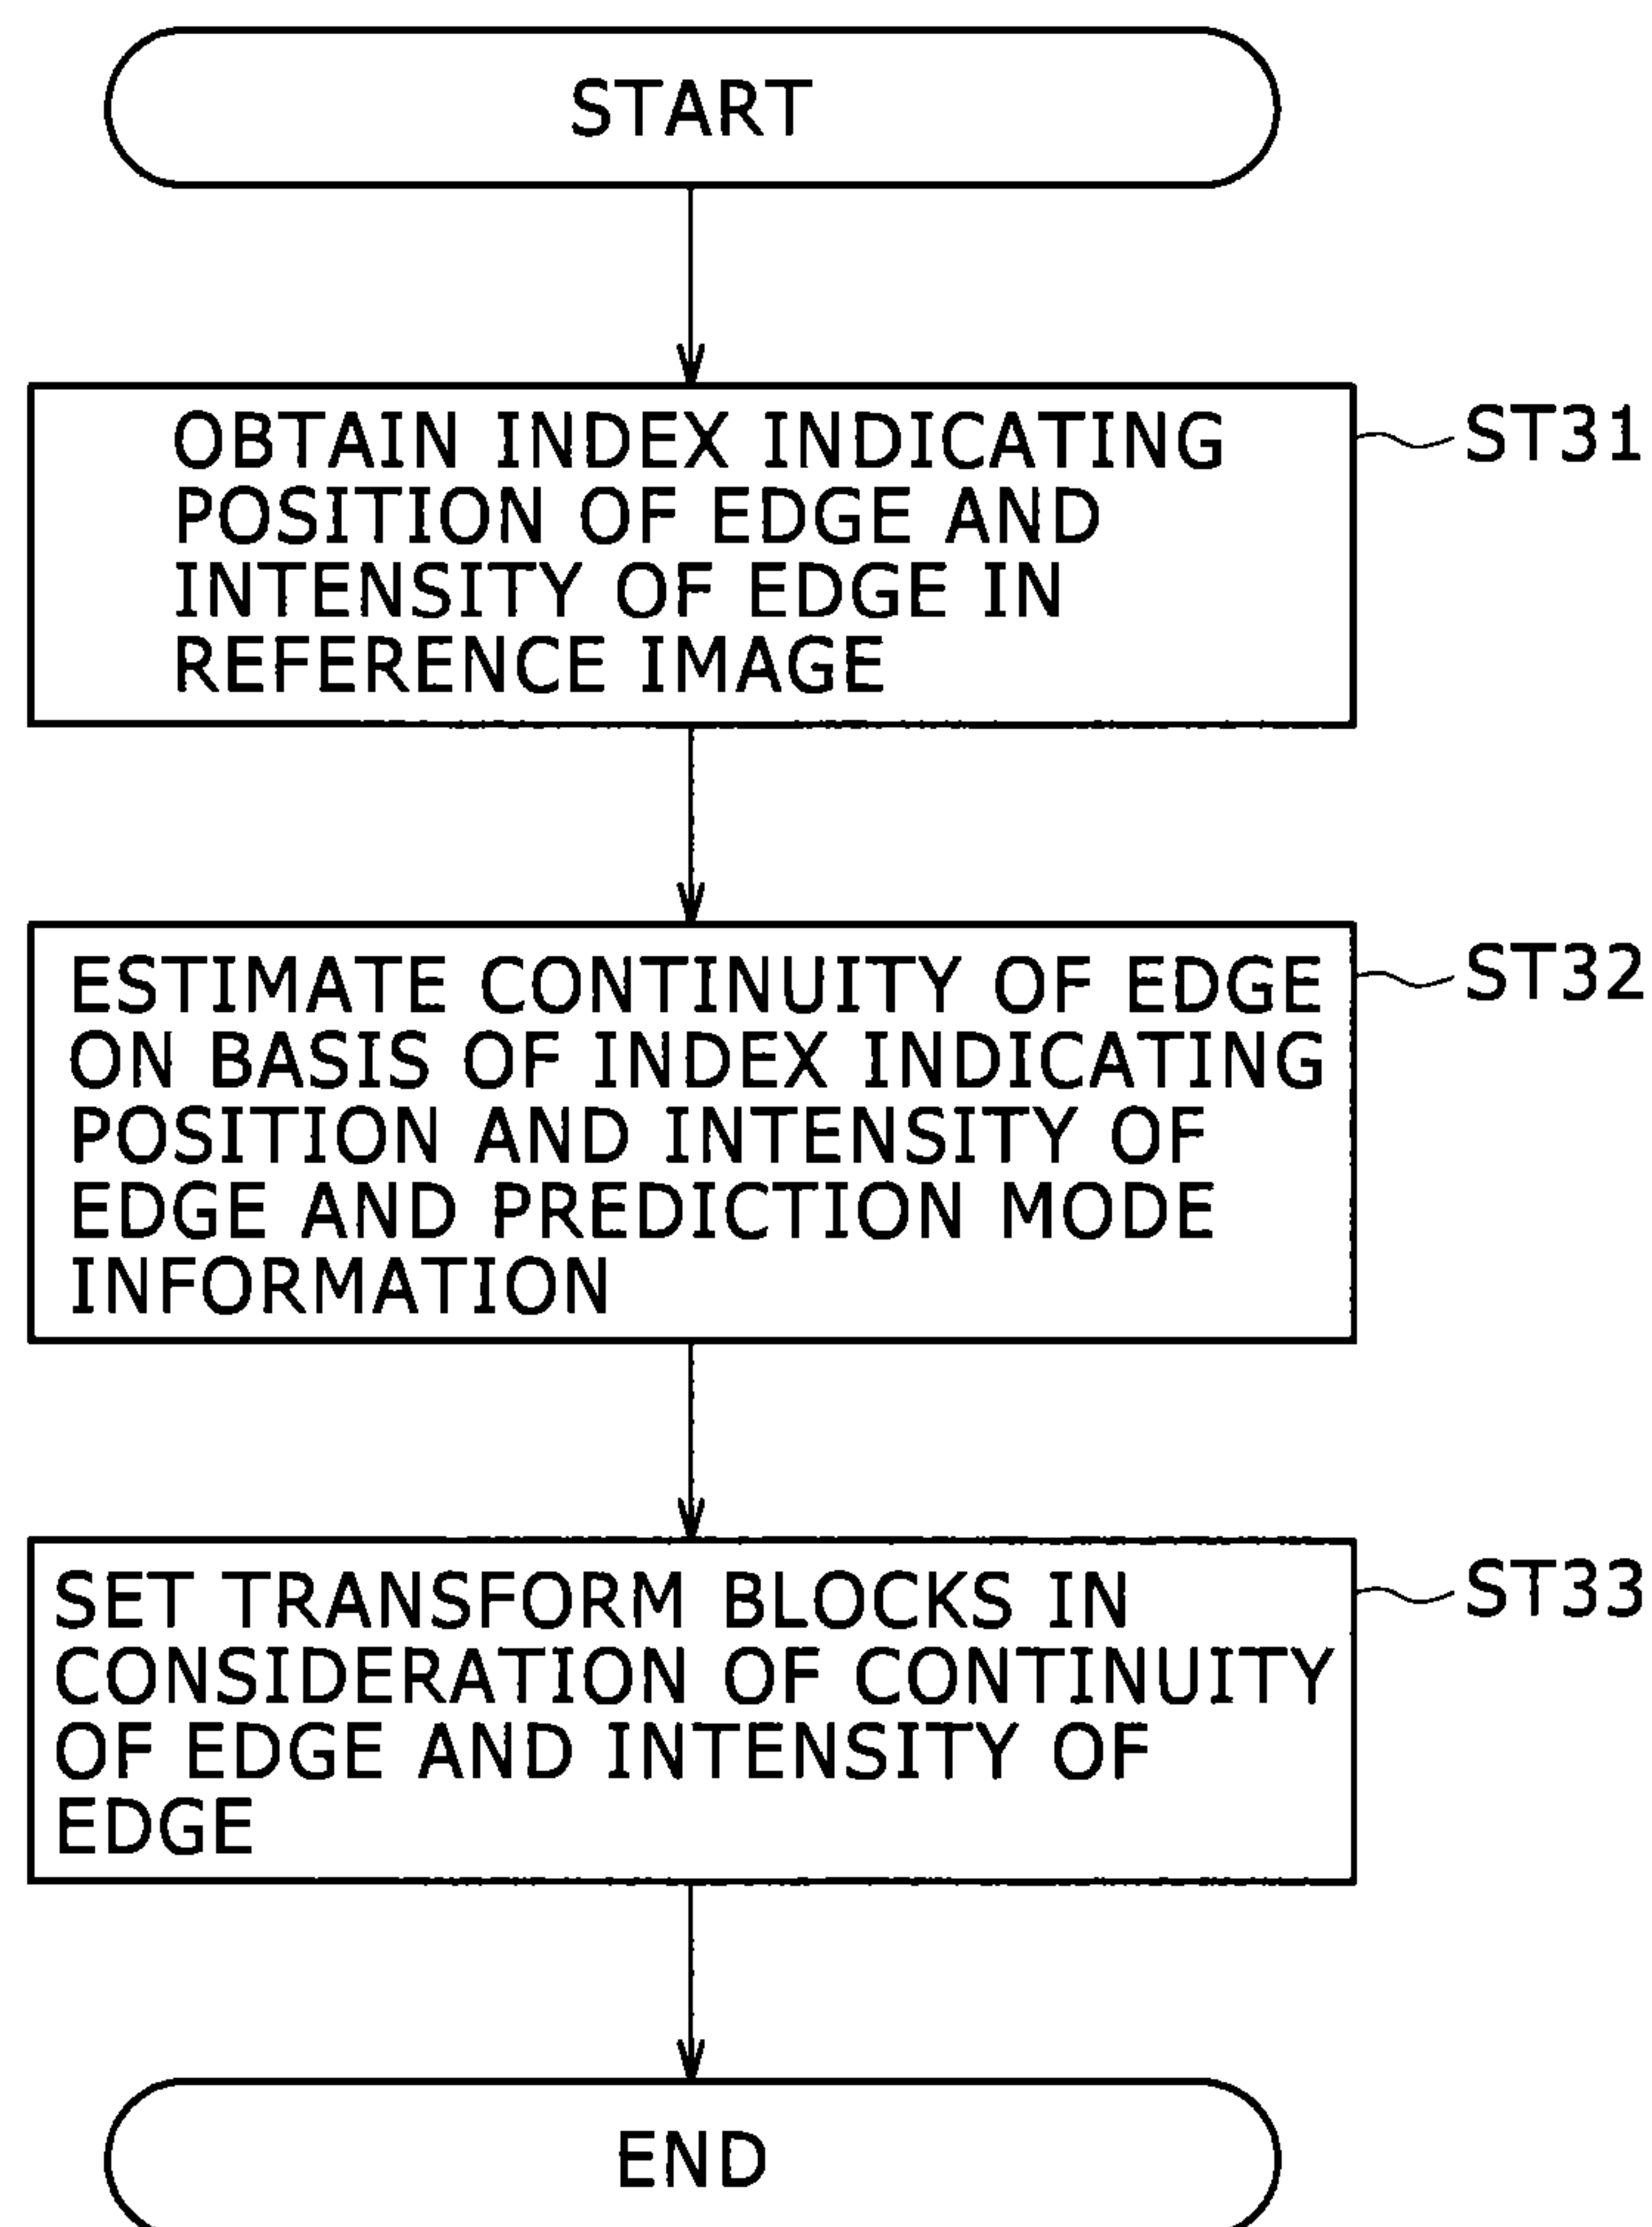 START
OBTAIN INDEX INDICATING
POSITION OF EDGE AND
INTENSITY OF EDGE IN
REFERENCE IMAGE
ST31
ESTIMATE CONTINUITY OF EDGE
ON BASIS OF INDEX INDICATING
POSITION AND INTENSITY OF
EDGE AND PREDICTION MODE
INFORMATION
ST32
SET TRANSFORM BLOCKS IN
CONSIDERATION OF CONTINUITY
OF EDGE AND INTENSITY OF
EDGE
ST33
END